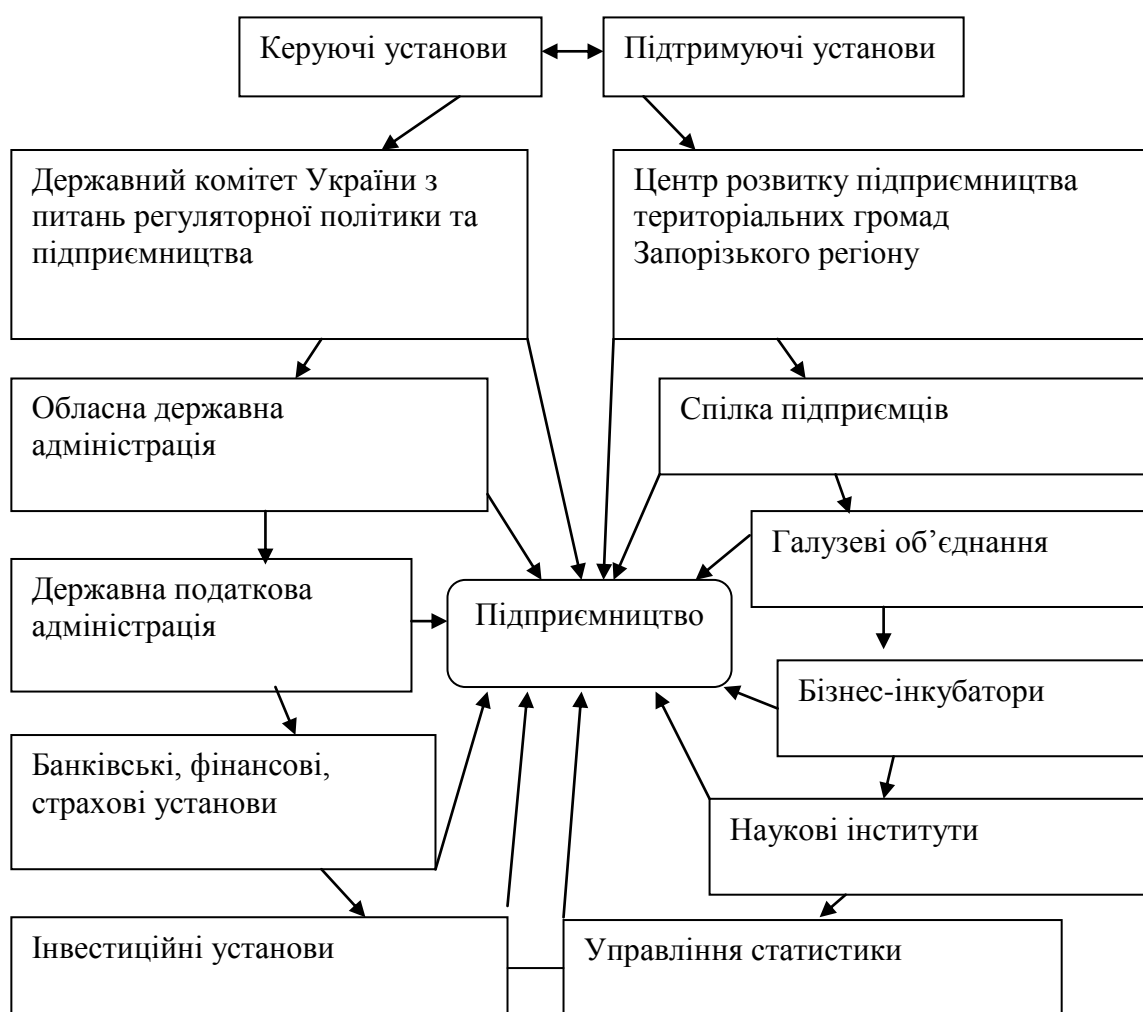 Керуючі установи
Підтримуючі установи
Державний комітет України з
питань регуляторної політики та
підприємництва
Центр розвитку підприємництва
територіальних громад
Запорізького регіону
Обласна державна
адміністрація
Спілка підприємців
Галузеві об’єднання
Державна податкова
адміністрація
Підприємництво
Бізнес-інкубатори
Банківські, фінансові,
страхові установи
Наукові інститути
Інвестиційні установи
Управління статистики